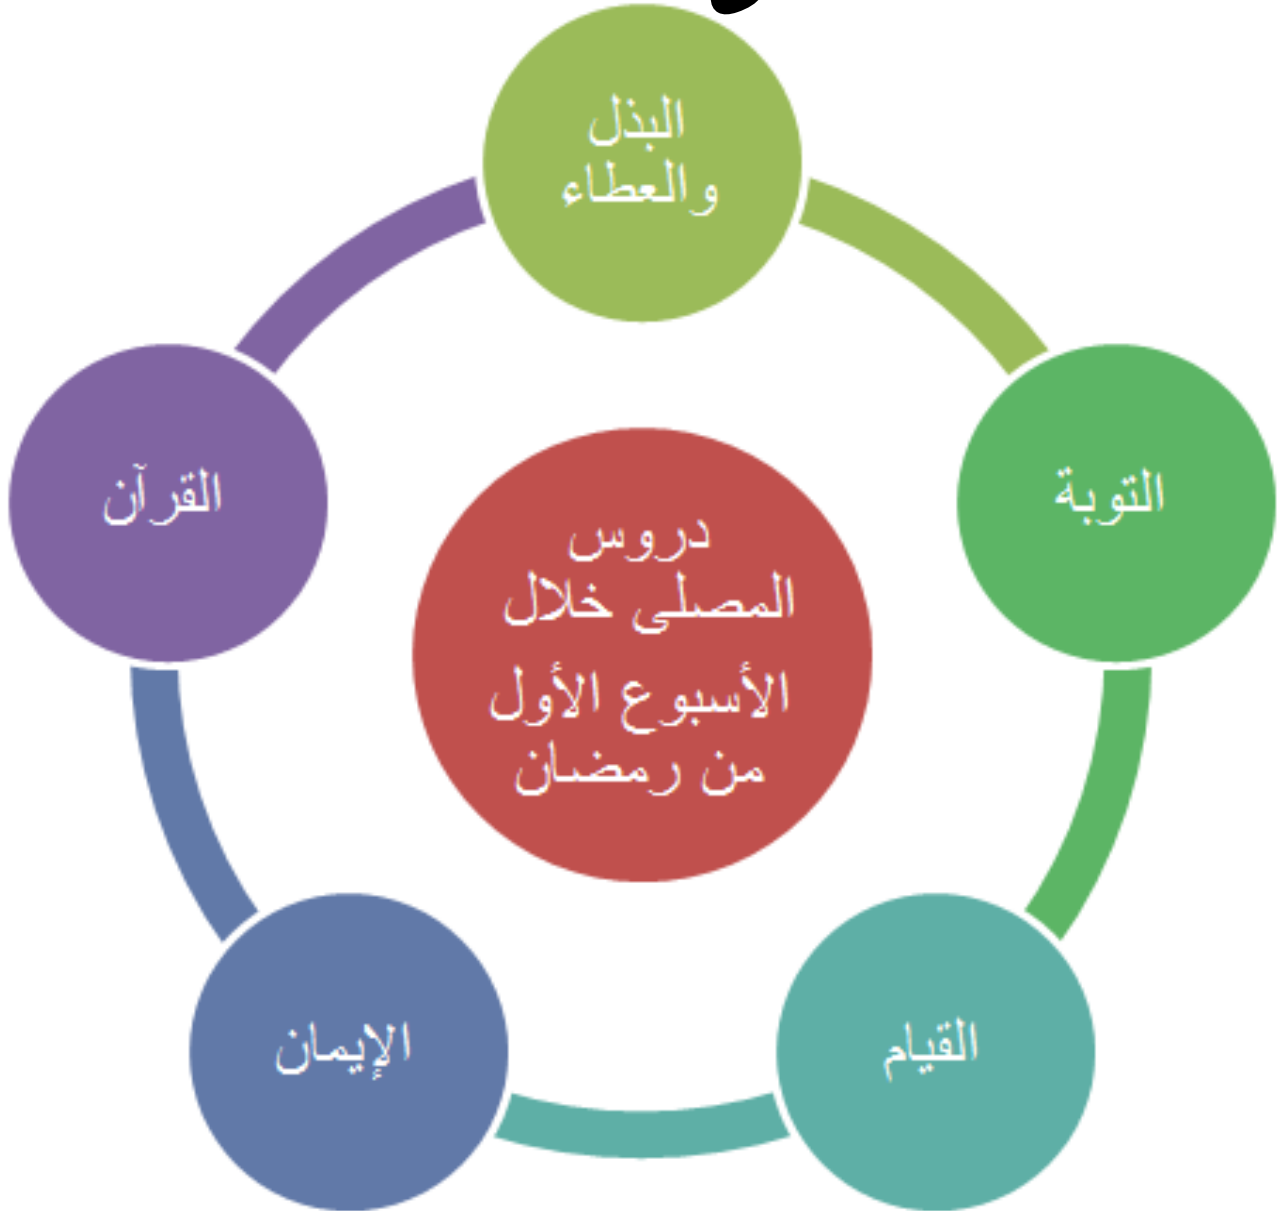 البذل
والعطاء
التوبة
القيام
الإيمان
القرآن
دروس
المصلى خلال
الأسبوع الأول
من رمضان